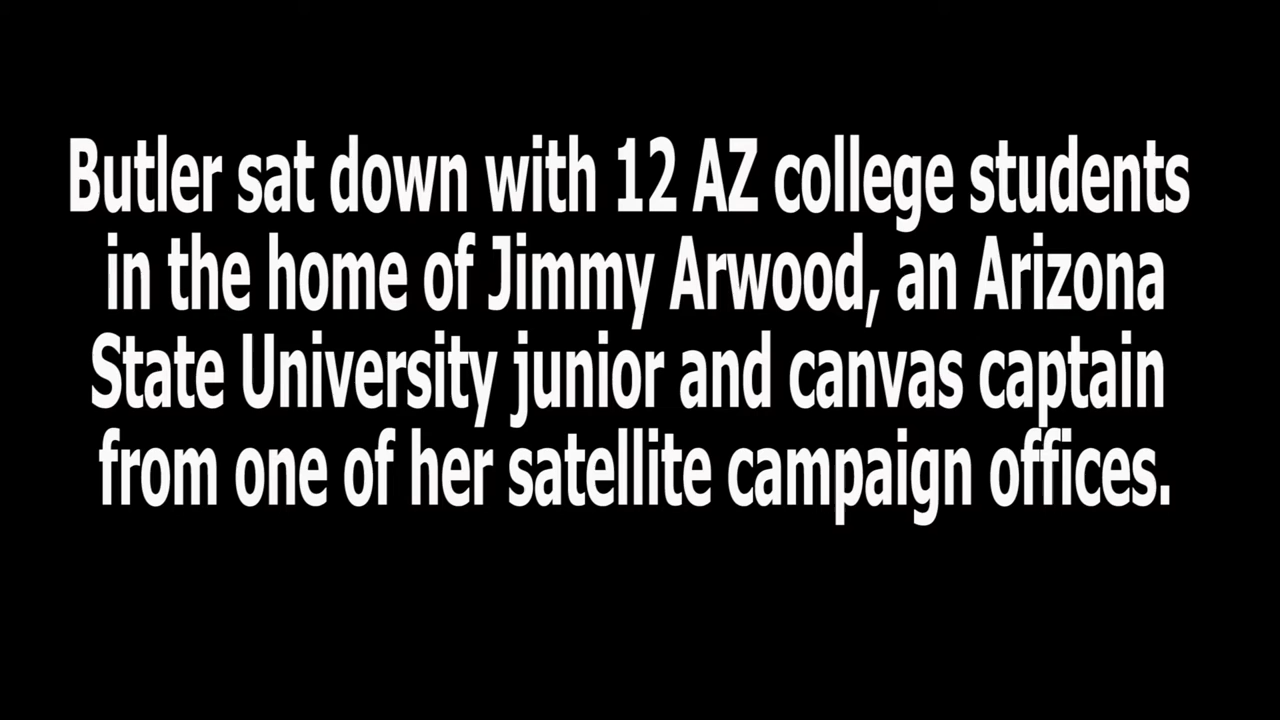 Butler sat down with 12 AZ college students
in the home of Jimmy Arwood, an Arizona
State University junior and canvas captain
from one of her satellite campaign offices.